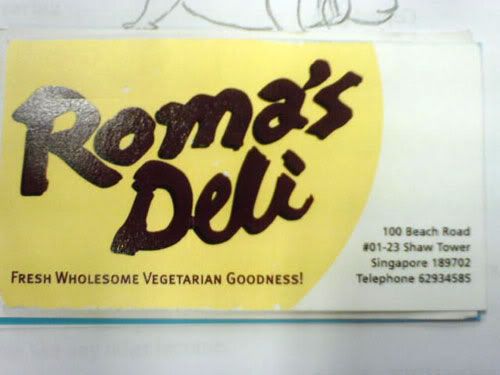 Roma's
Deli
FRESH WHOLESOME VEGETARIAN GOODNESS!
100 Beach Road
#01-23 Shaw Tower
Singapore 189702
Telephone 62934585